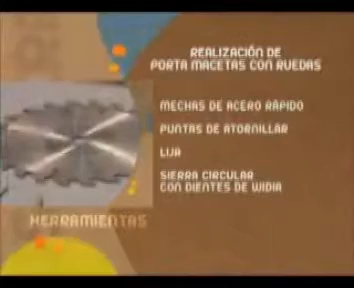 REALIZACIÓN DE
PORTA MACETAS CON RUEDAS
MECHAS DE ACERO RÁPIDO
PUNTAS DE ATORNILLAR
LIJA
SIERRA CIRCULAR
CON DIENTES DE WIDIA
HERRAMIENTAS